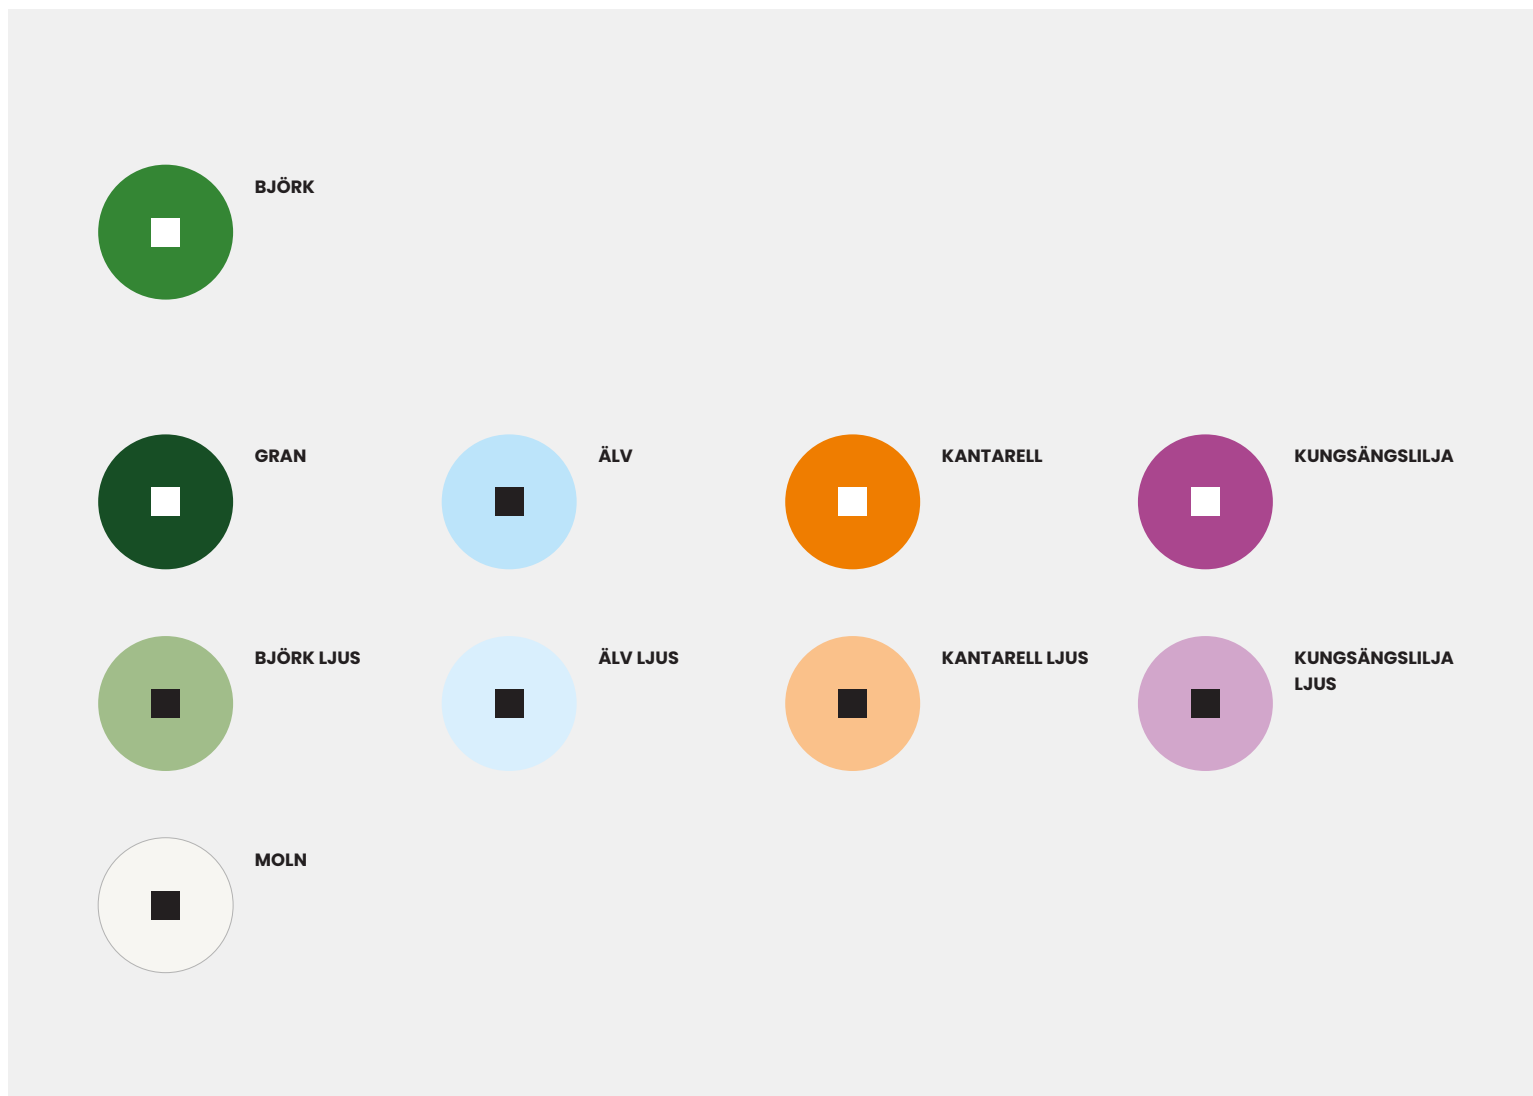 BJÖRK
GRAN
ÄLV
KANTARELL
KUNGSÄNGSLILJA
BJÖRK LJUS
ÄLV LJUS
KANTARELL LJUS
KUNGSÄNGSLILJA
LJUS
MOLN